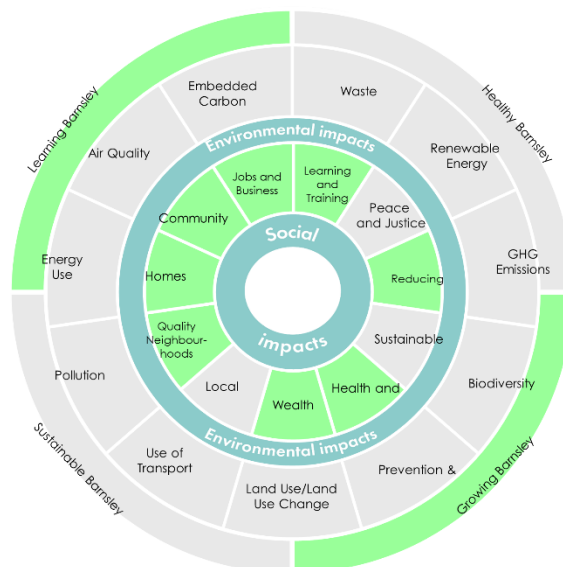 Learning Barnsley
Healthy Barnsley
Growing Barnsley
Sustainable Barnsley
Embedded
Carbon
Waste
Renewable
Energy
GHG
Emissions
Biodiversity
Prevention &
Land Use/Land
Use Change
Use of
Transport
Pollution
Energy
Use
Air Quality
Environmental impacts
Environmental impacts
Jobs and
Business
Learning
and
Training
Peace
and Justice
Reducing
Sustainable
Health and
Wealth
Local
Quality
Neighbour-
hoods
Homes
Community
Social
impacts